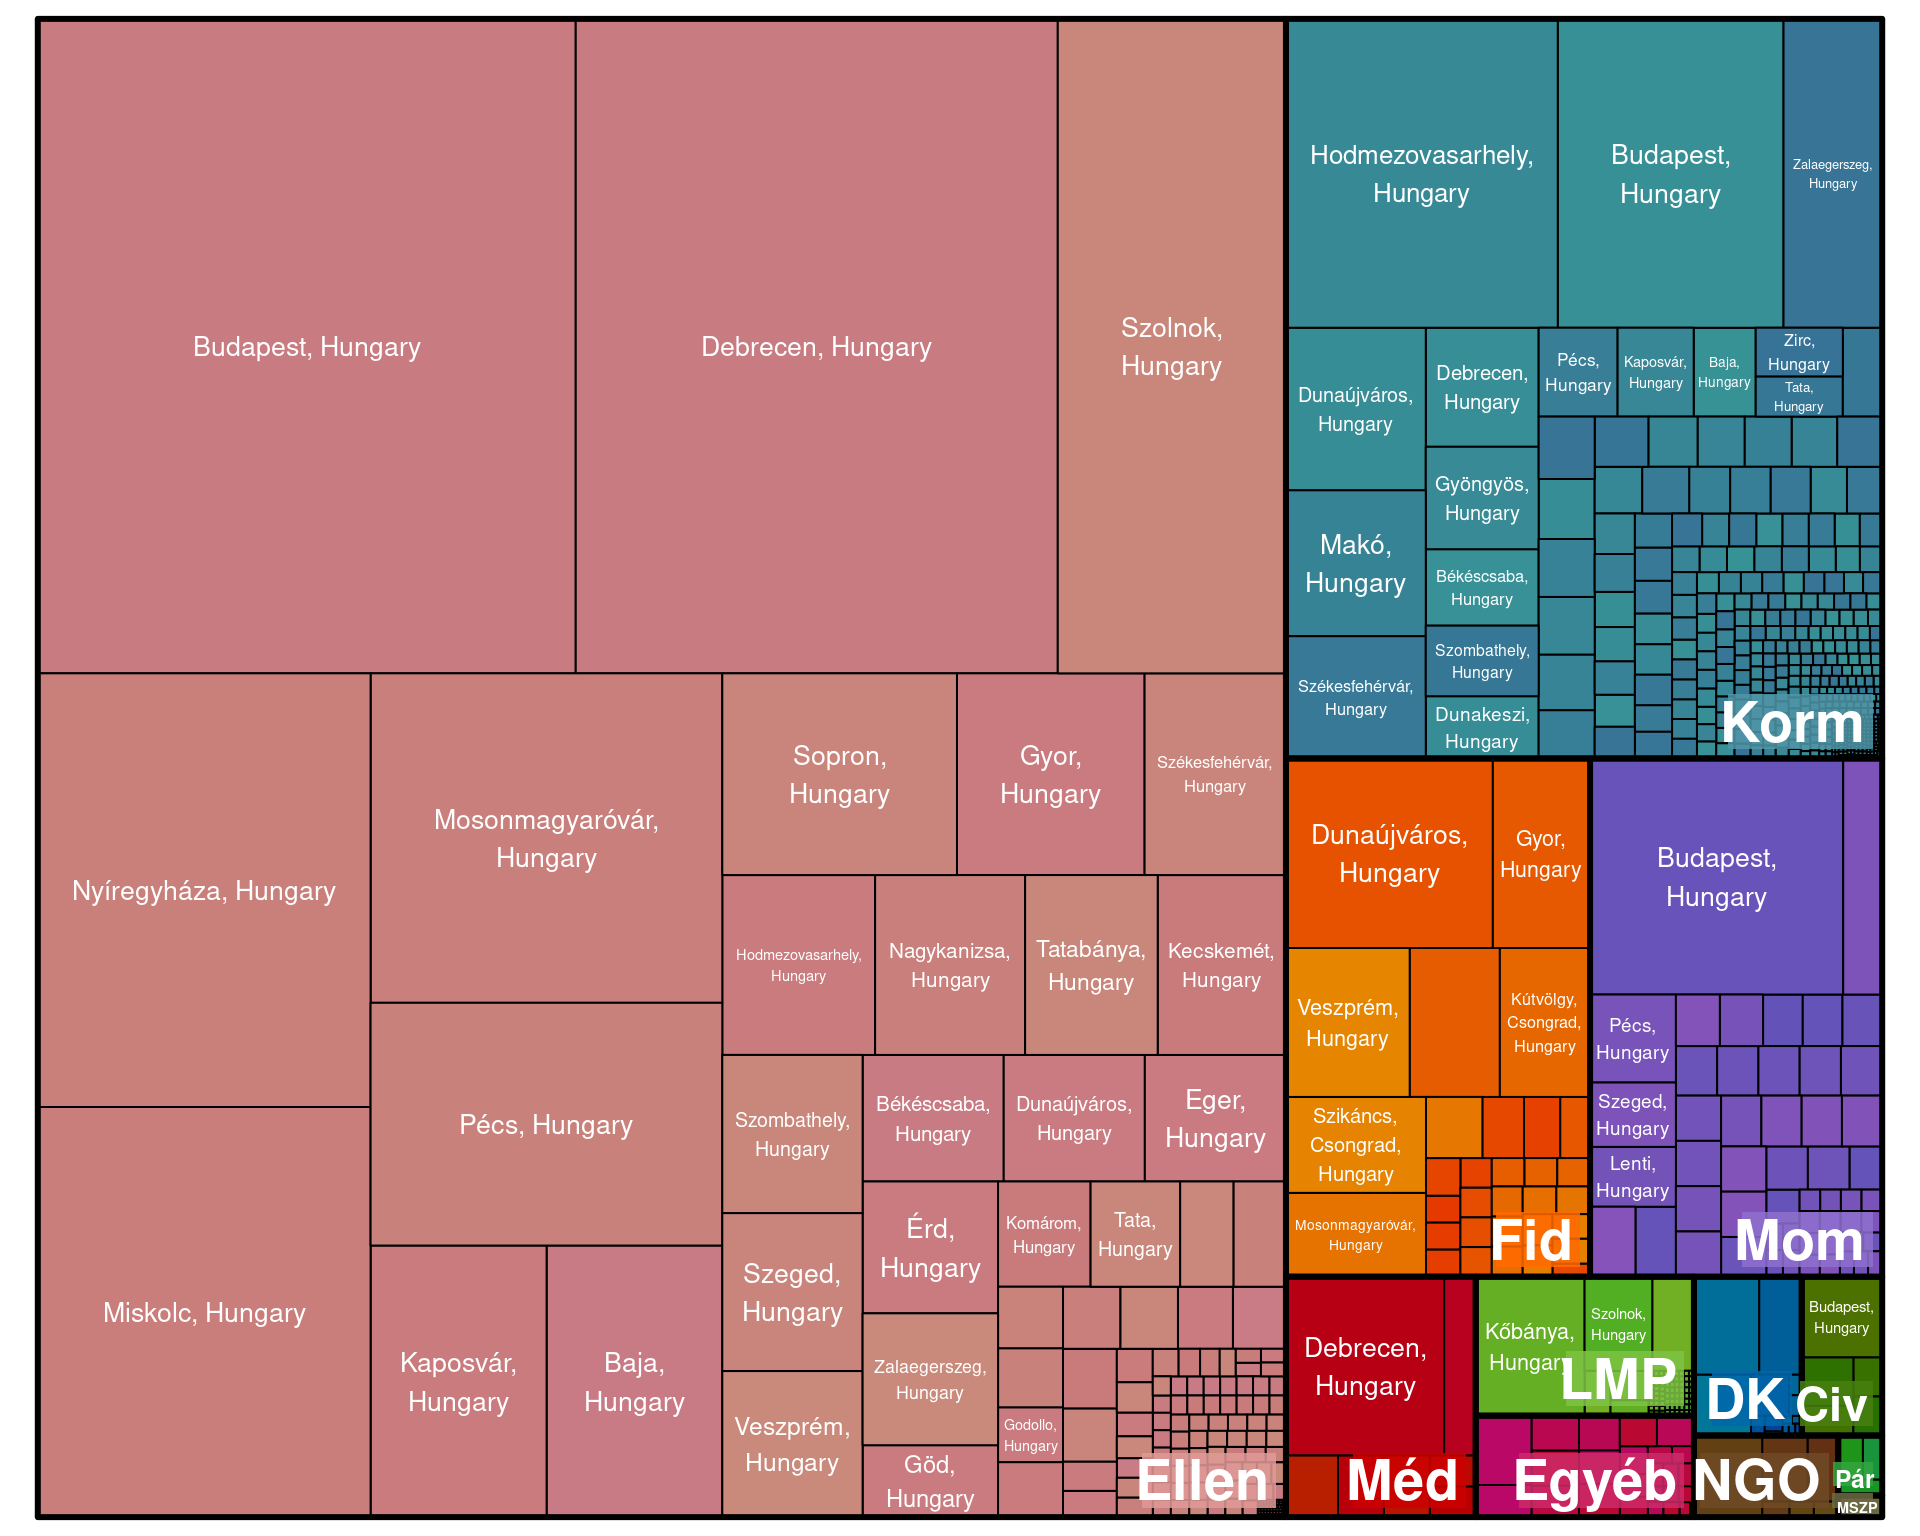 Budapest, Hungary
Debrecen, Hungary
Szolnok,
Hungary
Nyíregyháza, Hungary
Miskolc, Hungary
Mosonmagyaróvár,
Hungary
Pécs, Hungary
Kaposvár,
Hungary
Baja,
Hungary
Sopron,
Hungary
Gyor,
Hungary
Székesfehérvár,
Hungary
Hodmezovasarhely,
Hungary
Nagykanizsa,
Hungary
Tatabánya,
Hungary
Kecskemét,
Hungary
Szombathely,
Hungary
Békéscsaba,
Hungary
Dunaújváros,
Hungary
Eger,
Hungary
Szeged,
Hungary
Érd,
Hungary
Komárom,
Hungary
Tata,
Hungary
Veszprém,
Hungary
Zalaegerszeg,
Hungary
Göd,
Hungary
Godollo,
Hungary
Ellen
Hodmezovasarhely,
Hungary
Budapest,
Hungary
Zalaegerszeg,
Hungary
Dunaújváros,
Hungary
Makó,
Hungary
Székesfehérvár,
Hungary
Debrecen,
Hungary
Gyöngyös,
Hungary
Békéscsaba,
Hungary
Szombathely,
Hungary
Dunakeszi,
Hungary
Pécs,
Hungary
Kaposvár,
Hungary
Baja,
Hungary
Zirc,
Hungary
Tata,
Hungary
Korm
Dunaújváros,
Hungary
Gyor,
Hungary
Veszprém,
Hungary
Kútvölgy,
Csongrad,
Hungary
Szikáncs,
Csongrad,
Hungary
Mosonmagyaróvár,
Hungary
Fid
Budapest,
Hungary
Pécs,
Hungary
Szeged,
Hungary
Lenti,
Hungary
Mom
Debrecen,
Hungary
Méd
Kőbánya,
Hungary
Szolnok,
Hungary
LMP
Egyéb
DK
Budapest,
Hungary
Civ
NGO
Pár
MSZP